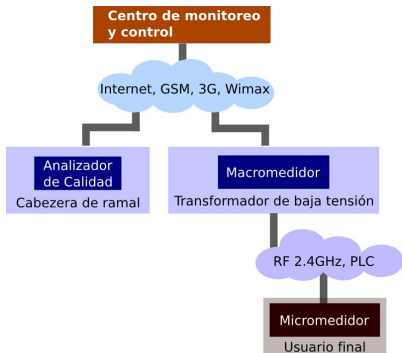 Centro de monitoreo
y control
Internet, GSM, 3G, Wimax
Analizador
de Calidad
Cabezera de ramal
Macromedidor
Transformador de baja tensión
RF 2.4GHz, PLC
Micromedidor
Usuario final